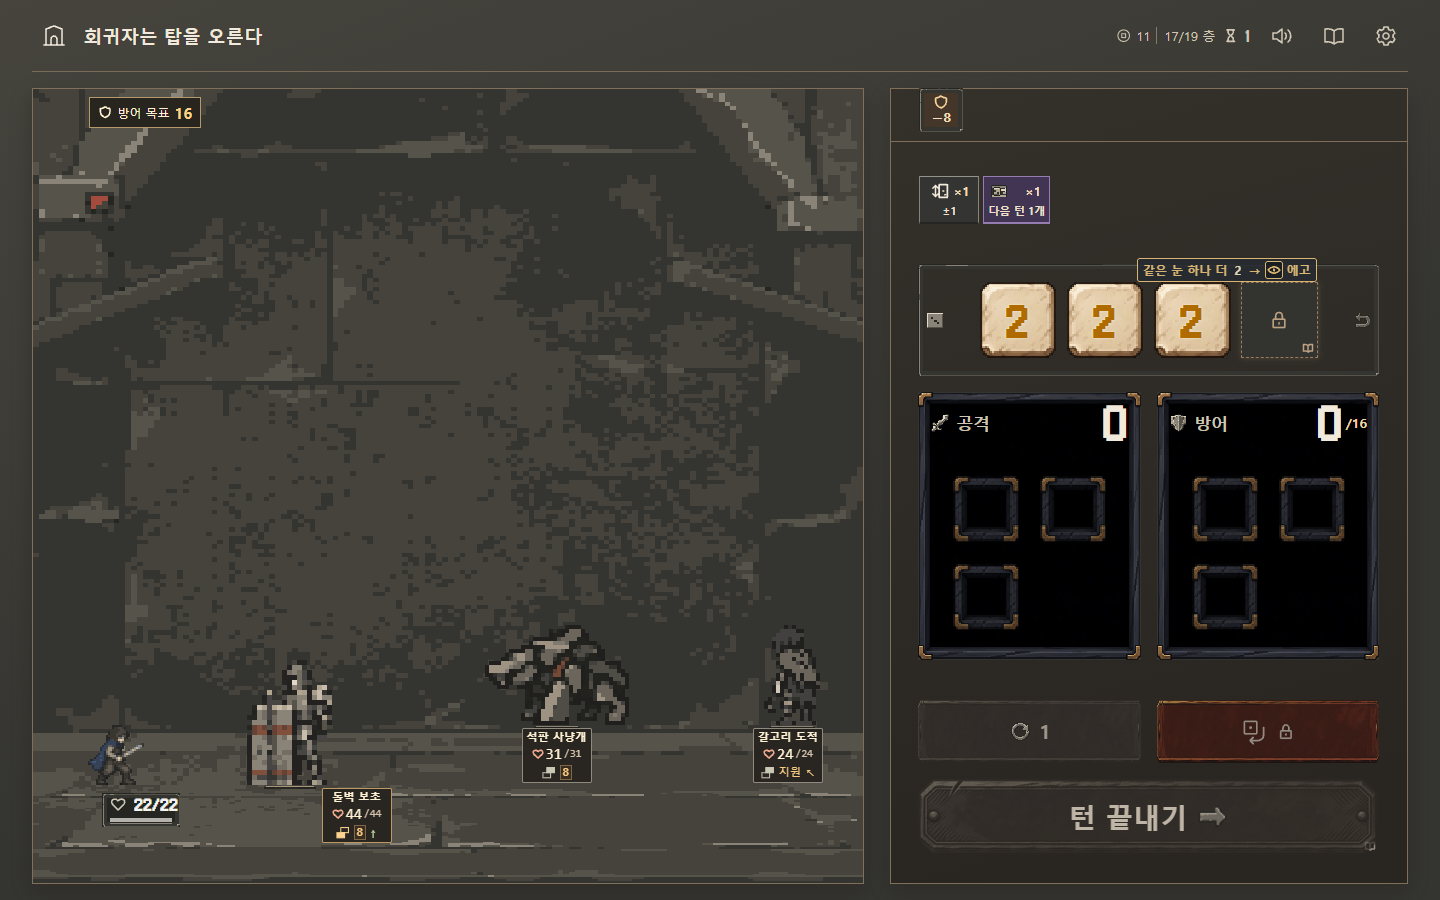 회귀자는 탑을 오른다
11 17/19 층 1
방어 목표 16
−8
×1 ±1
×1 다음 턴 1개
같은 눈 하나 더 2 → 에고
2 2 2
공격 0
방어 0 /16
1
턴 끝내기
22/22
돌벽 보초
44/44
8 ↑
석판 사냥개
31/31
8
갈고리 도적
24/24
지원 ↖